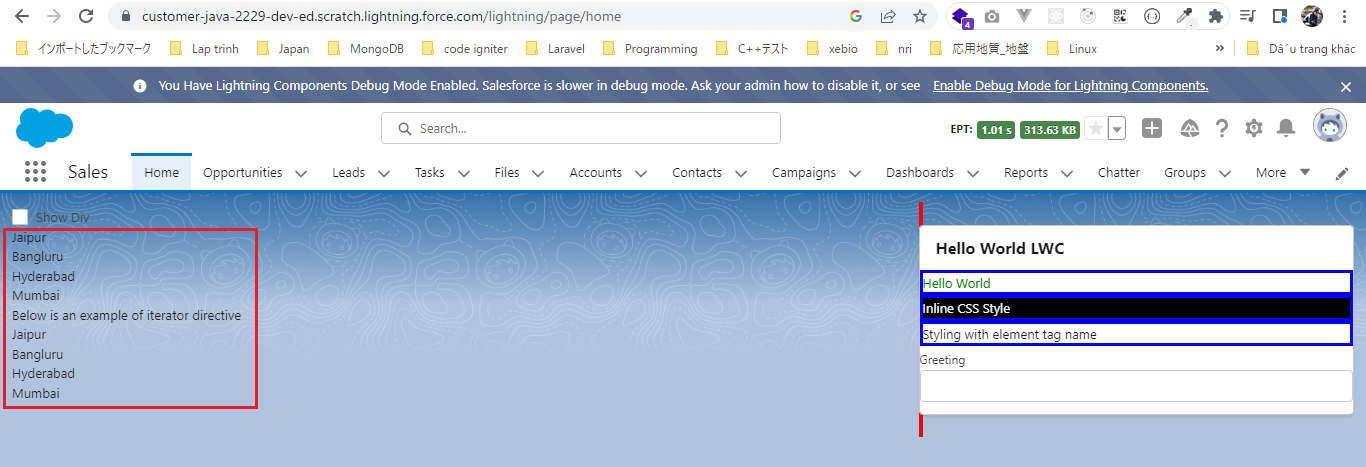 customer-java-2229-dev-ed.scratch.lightning.force.com/lightning/page/home
4
インポートしたブックマーク Lap trinh Japan MongoDB code igniter Laravel Programming C++テスト xebio nri 応用地質_地盤 Linux » Dấu trang khác
You Have Lightning Components Debug Mode Enabled. Salesforce is slower in debug mode. Ask your admin how to disable it, or see Enable Debug Mode for Lightning Components.
Search... EPT: 1.01 s 313.63 KB
Sales Home Opportunities Leads Tasks Files Accounts Contacts Campaigns Dashboards Reports Chatter Groups More
Show Div
Jaipur
Bangluru
Hyderabad
Mumbai
Below is an example of iterator directive
Jaipur
Bangluru
Hyderabad
Mumbai
Hello World LWC
Hello World
Inline CSS Style
Styling with element tag name
Greeting